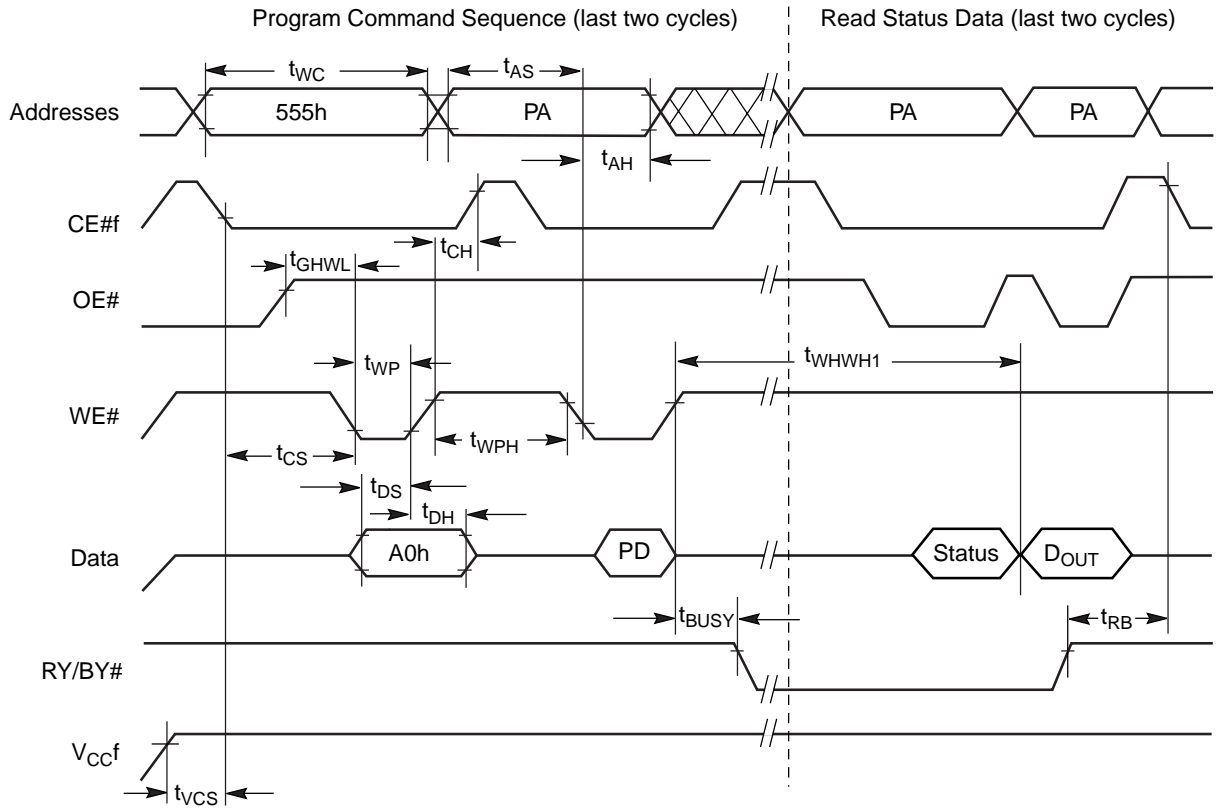 Program Command Sequence (last two cycles)
Read Status Data (last two cycles)
tWC
tAS
Addresses
555h
PA
PA
PA
tAH
CE#f
tCH
tGHWL
OE#
tWP
tWHWH1
WE#
tCS
tWPH
tDS
tDH
Data
A0h
PD
Status
DOUT
tBUSY
tRB
RY/BY#
VCCf
tVCS